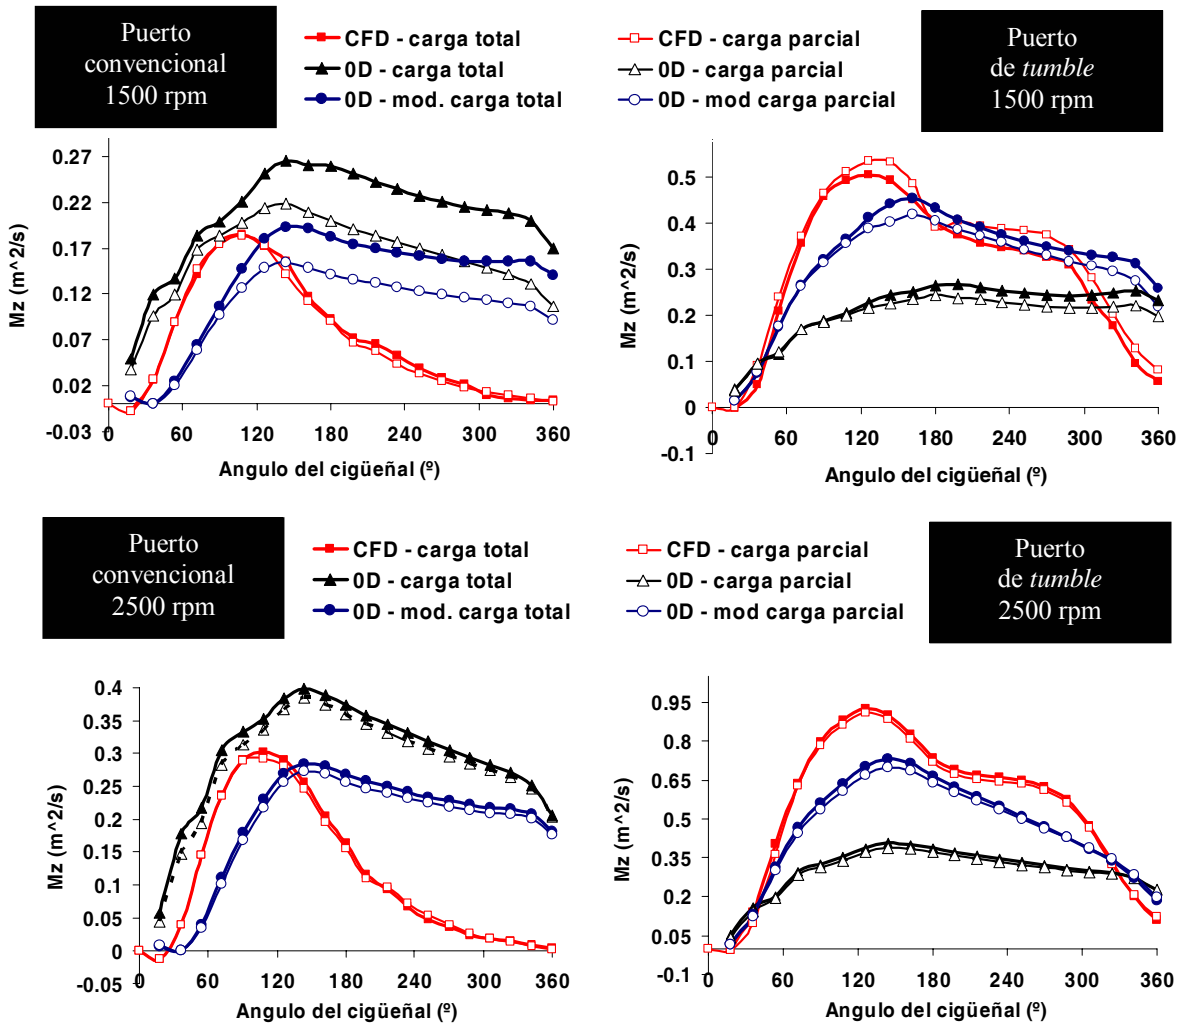 Puerto
convencional
1500 rpm
CFD - carga total
0D - carga total
0D - mod. carga total
CFD - carga parcial
0D - carga parcial
0D - mod carga parcial
Puerto
de tumble
1500 rpm
Mz (m^2/s)
0.27
0.22
0.17
0.12
0.07
0.02
-0.03
0 60 120 180 240 300 360
Angulo del cigüeñal (º)
Mz (m^2/s)
0.5
0.4
0.3
0.2
0.1
0
-0.1
0 60 120 180 240 300 360
Angulo del cigüeñal (º)
Puerto
convencional
2500 rpm
CFD - carga total
0D - carga total
0D - mod. carga total
CFD - carga parcial
0D - carga parcial
0D - mod carga parcial
Puerto
de tumble
2500 rpm
Mz (m^2/s)
0.4
0.35
0.3
0.25
0.2
0.15
0.1
0.05
0
-0.05
0 60 120 180 240 300 360
Angulo del cigüeñal (º)
Mz (m^2/s)
0.95
0.8
0.65
0.5
0.35
0.2
0.05
-0.1
0 60 120 180 240 300 360
Angulo del cigüeñal (º)